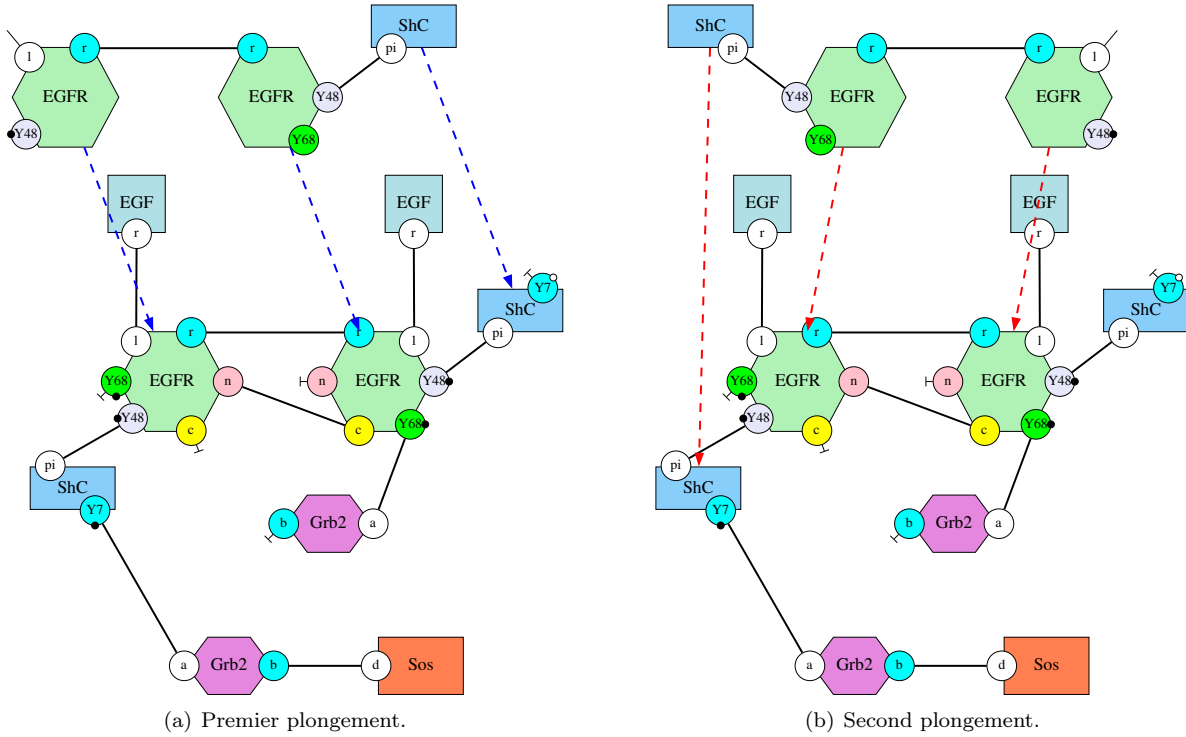 ShC ShC
pi pi
r r r r
l l
EGFR EGFR EGFR EGFR
Y48 Y48 Y48 Y48
Y68 Y68
EGF EGF EGF EGF
r r r r
Y7 Y7
ShC ShC
pi pi
l r r l l r r l
EGFR n n EGFR EGFR n n EGFR
Y68 Y48 Y68 Y48
Y48 c c Y68 Y48 c c Y68
pi pi
ShC ShC
Y7 Y7
b Grb2 a b Grb2 a
a Grb2 b d Sos a Grb2 b d Sos
(a) Premier plongement. (b) Second plongement.